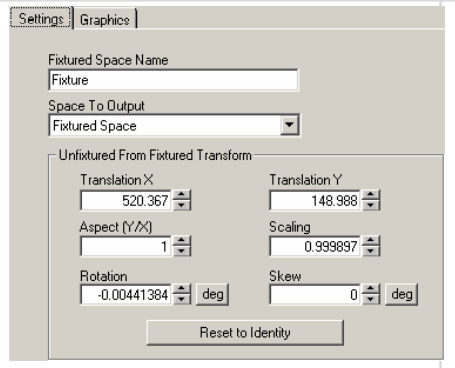 Settings Graphics
Fixtured Space Name
Fixture
Space To Output
Fixtured Space
Unfixtured From Fixtured Transform
Translation X Translation Y
520.367 148.988
Aspect (Y/X) Scaling
1 0.999897
Rotation Skew
-0.00441384 deg 0 deg
Reset to Identity